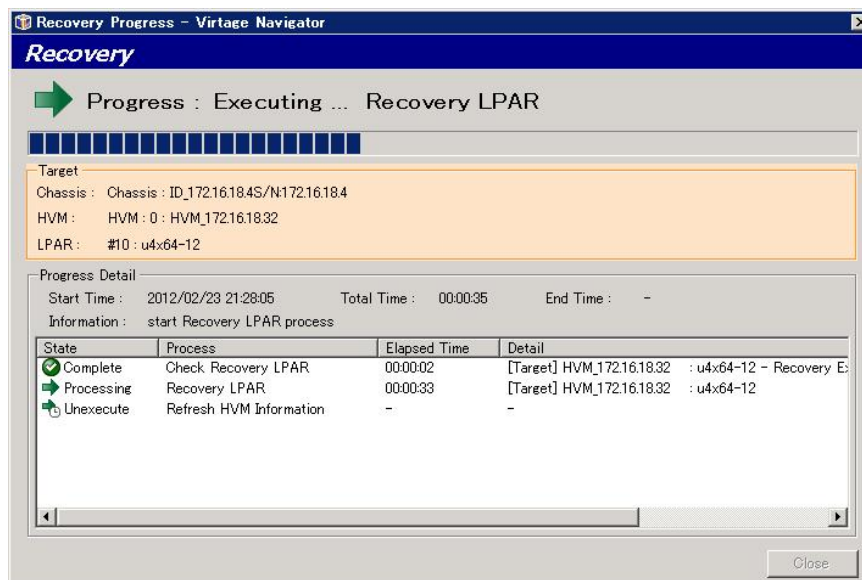 Recovery Progress - Virtage Navigator
Recovery
Progress : Executing ... Recovery LPAR
Target
Chassis : Chassis : ID_172.16.18.4S/N:172.16.18.4
HVM : HVM : 0 : HVM_172.16.18.32
LPAR : #10 : u4x64-12
Progress Detail
Start Time : 2012/02/23 21:28:05 Total Time : 00:00:35 End Time : -
Information : start Recovery LPAR process
State Process Elapsed Time Detail
Complete Check Recovery LPAR 00:00:02 [Target] HVM_172.16.18.32 : u4x64-12 - Recovery E
Processing Recovery LPAR 00:00:33 [Target] HVM_172.16.18.32 : u4x64-12
Unexecute Refresh HVM Information - -
Close